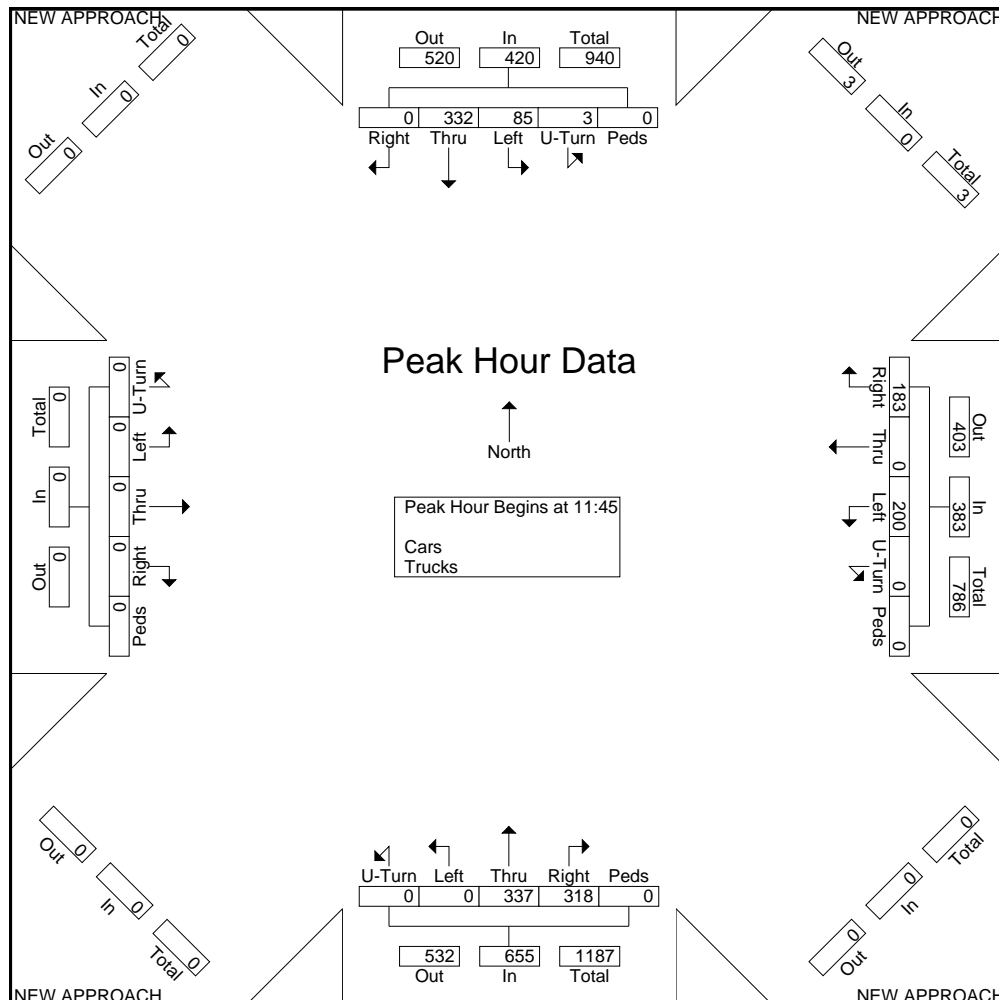 NEW APPROACH
NEW APPROACH
Total
0
In
0
Out
0
Out In Total
520 420 940
0 332 85 3 0
Right Thru Left U-Turn Peds
Out
3
In
0
Total
3
Peak Hour Data
North
Peak Hour Begins at 11:45
Cars
Trucks
Total
0
In
0
Out
0
0 U-Turn
0 Left
0 Thru
0 Right
0 Peds
Right 183
Thru 0
Left 200
U-Turn 0
Peds 0
Out
403
In
383
Total
786
Out
0
In
0
Total
0
U-Turn Left Thru Right Peds
0 0 337 318 0
532 655 1187
Out In Total
0
Total
0
In
0
Out
NEW APPROACH
NEW APPROACH